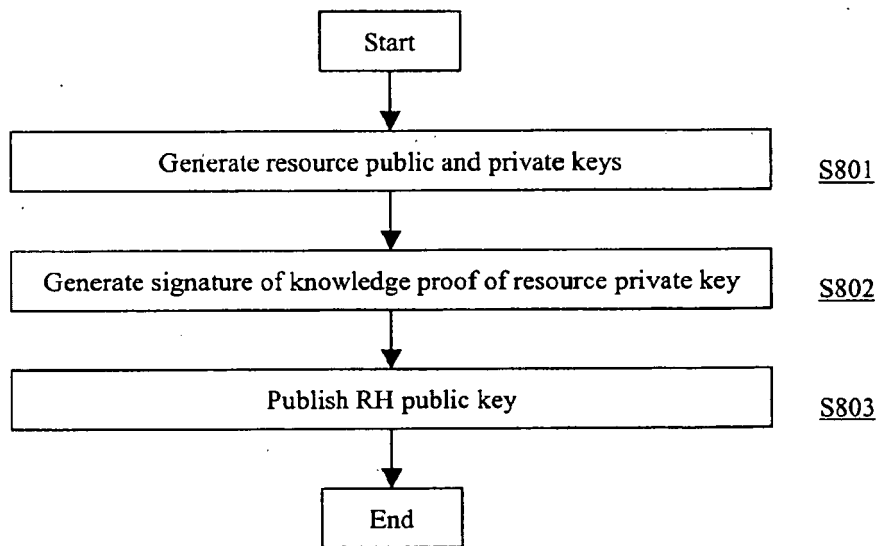 Start
Generate resource public and private keys
S801
Generate signature of knowledge proof of resource private key
S802
Publish RH public key
S803
End